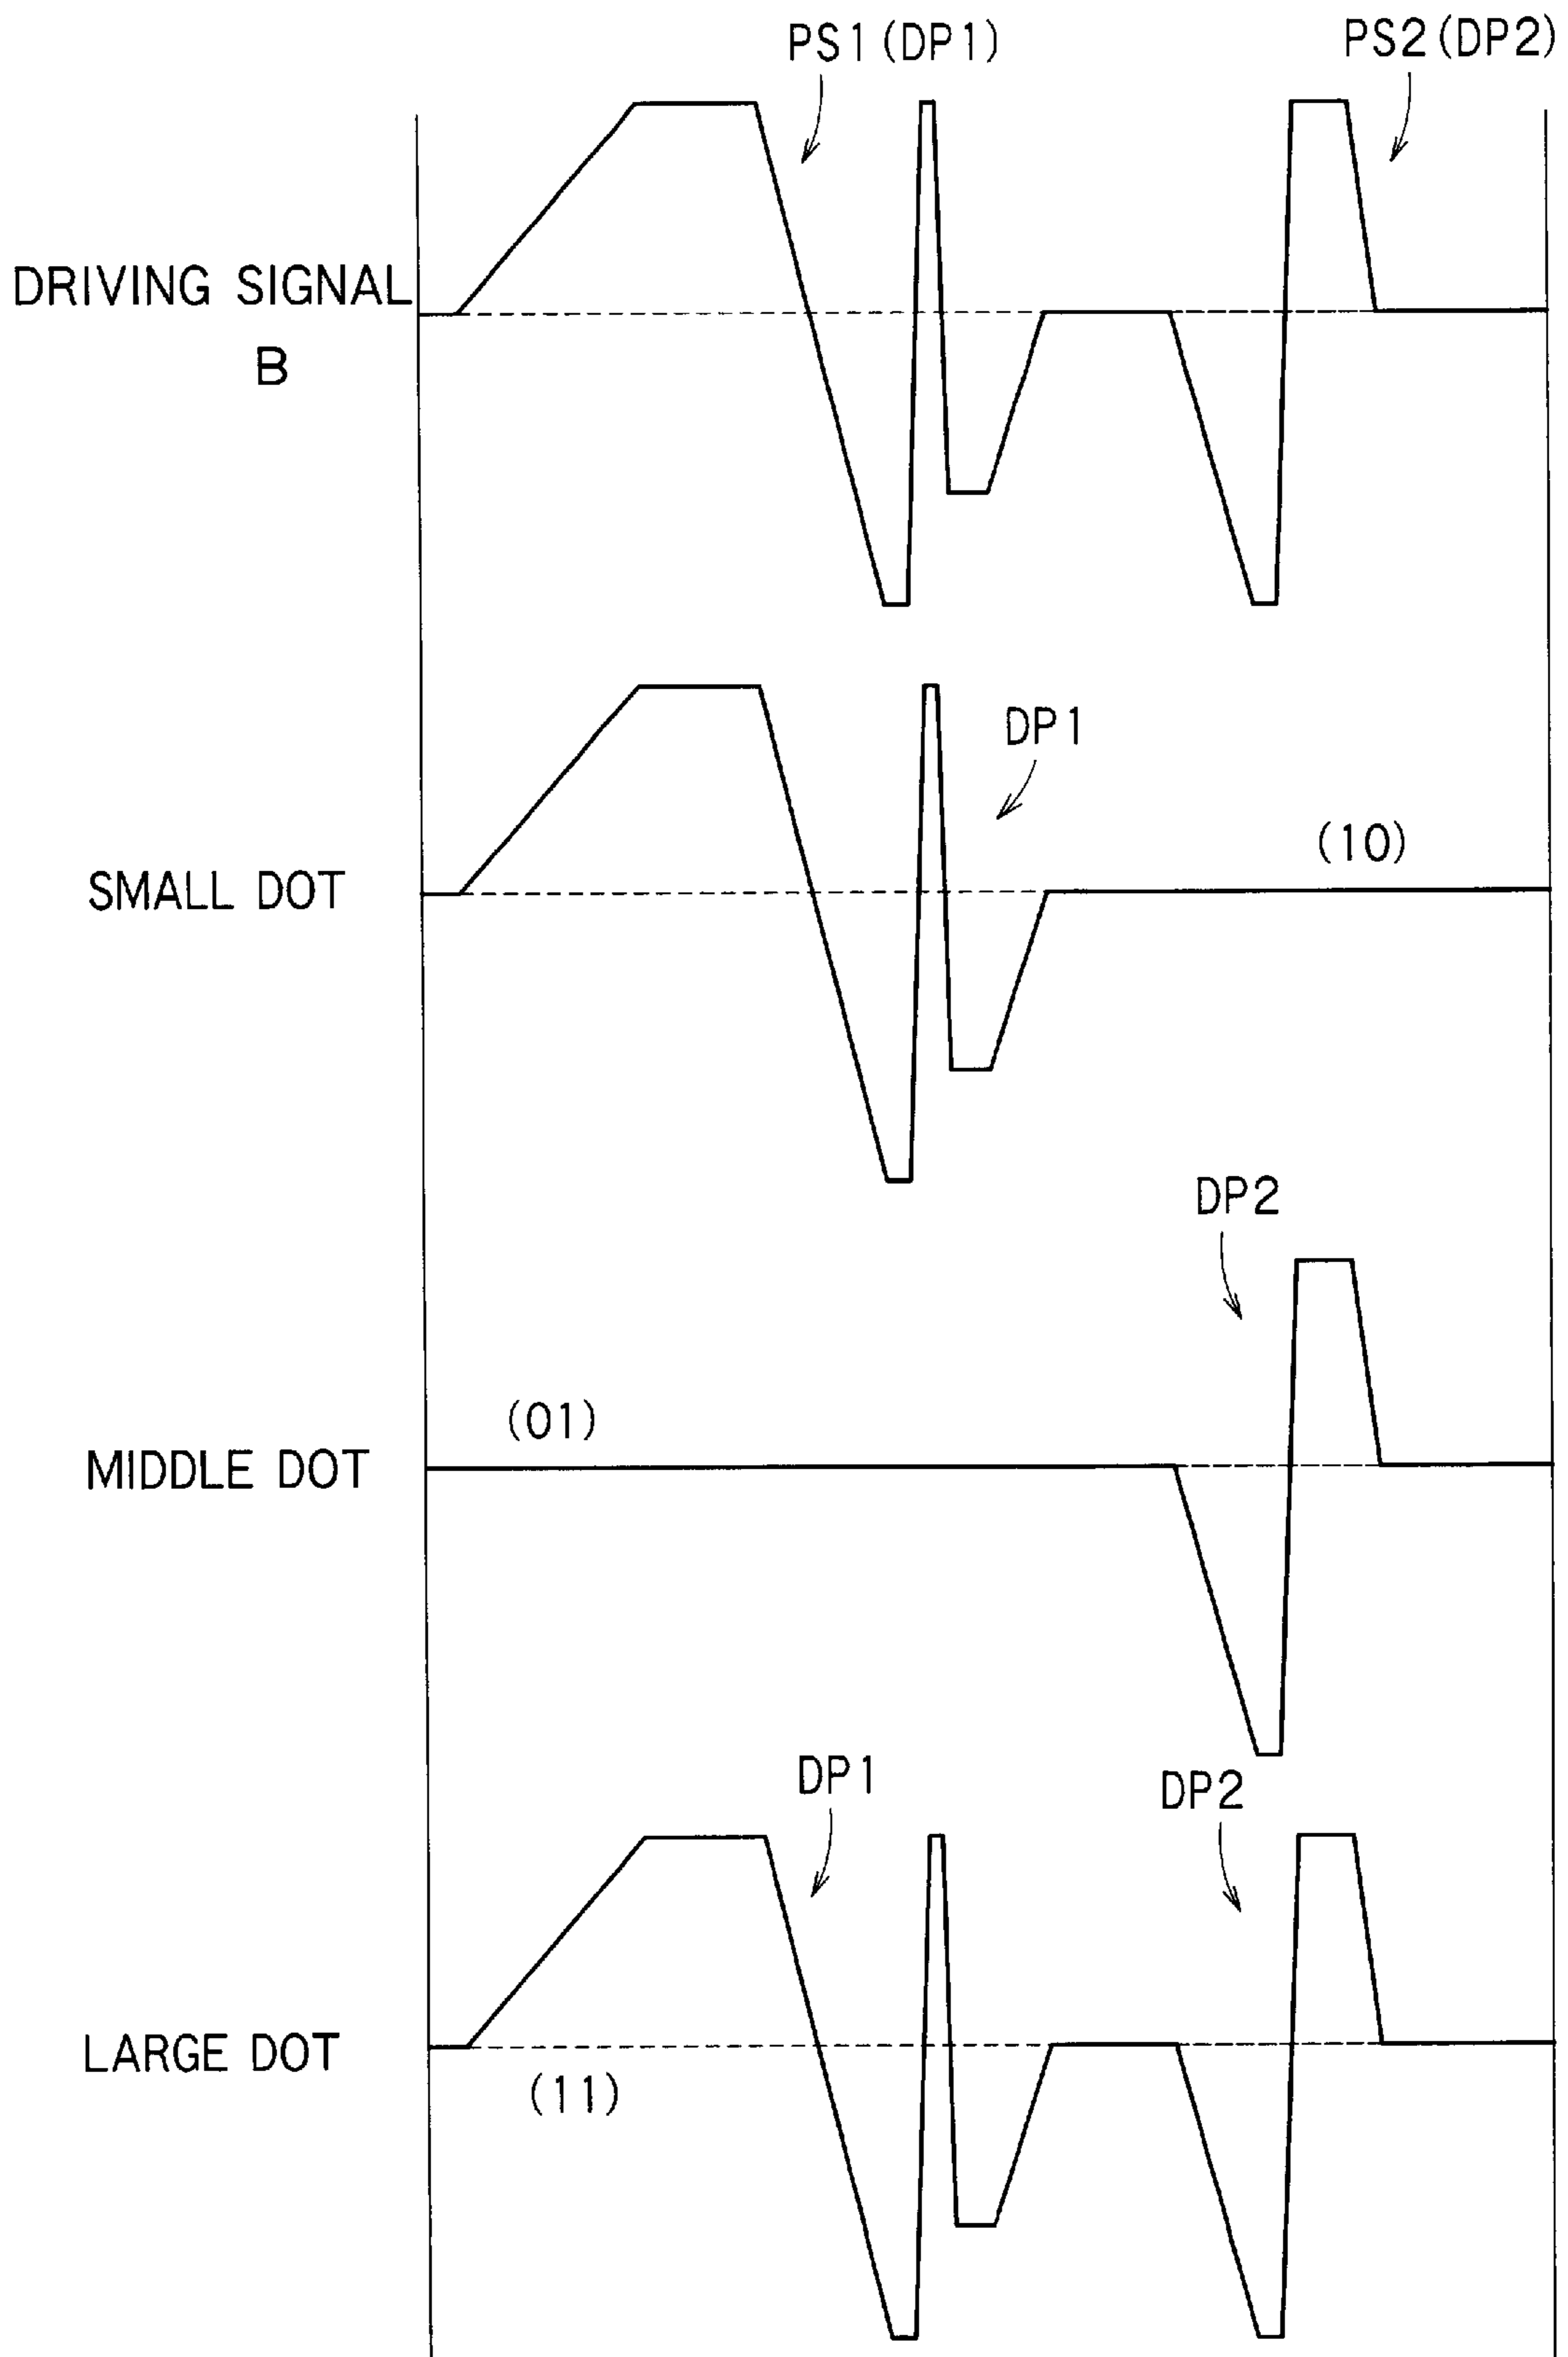 PS1(DP1)
PS2(DP2)
DRIVING SIGNAL
B
DP1
(10)
SMALL DOT
DP2
(01)
MIDDLE DOT
DP1
DP2
LARGE DOT
(11)